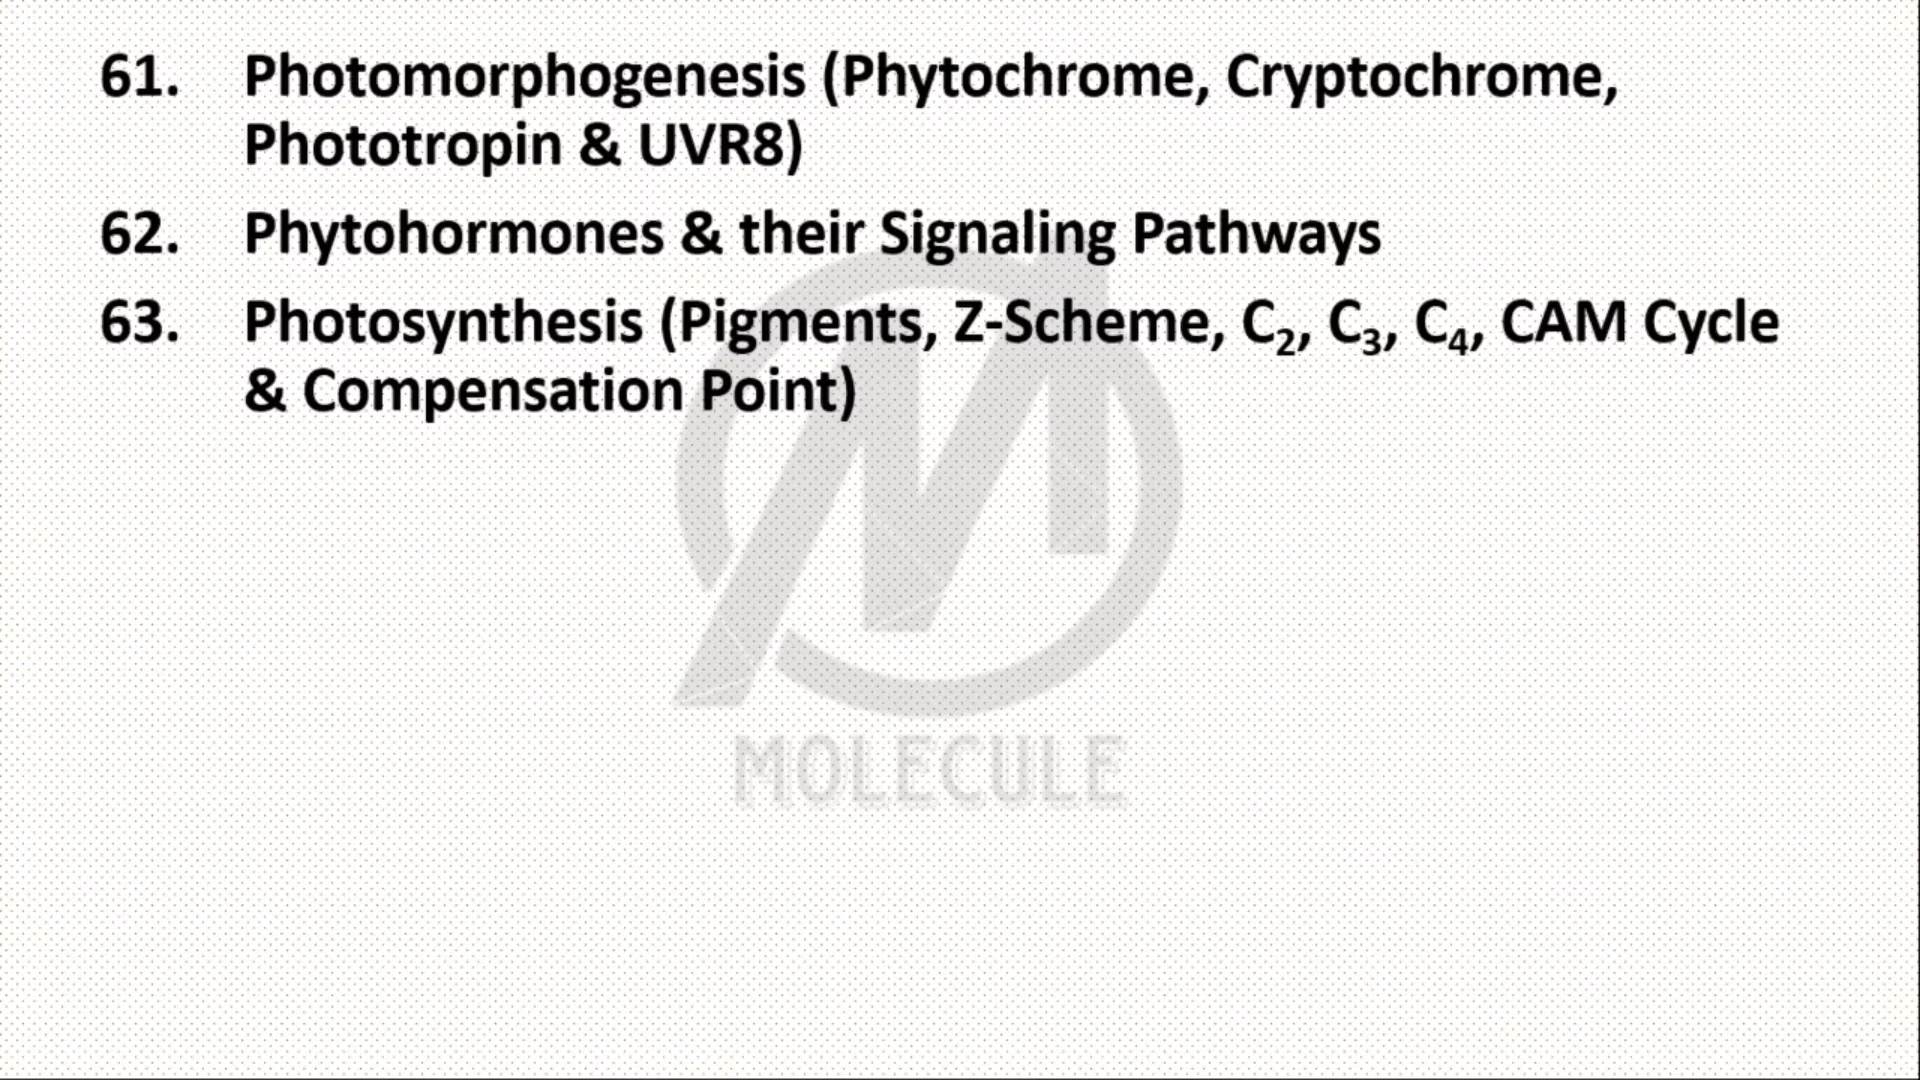 61. Photomorphogenesis (Phytochrome, Cryptochrome,
Phototropin & UVR8)
62. Phytohormones & their Signaling Pathways
63. Photosynthesis (Pigments, Z-Scheme, C₂, C₃, C₄, CAM Cycle
& Compensation Point)
MOLECULE